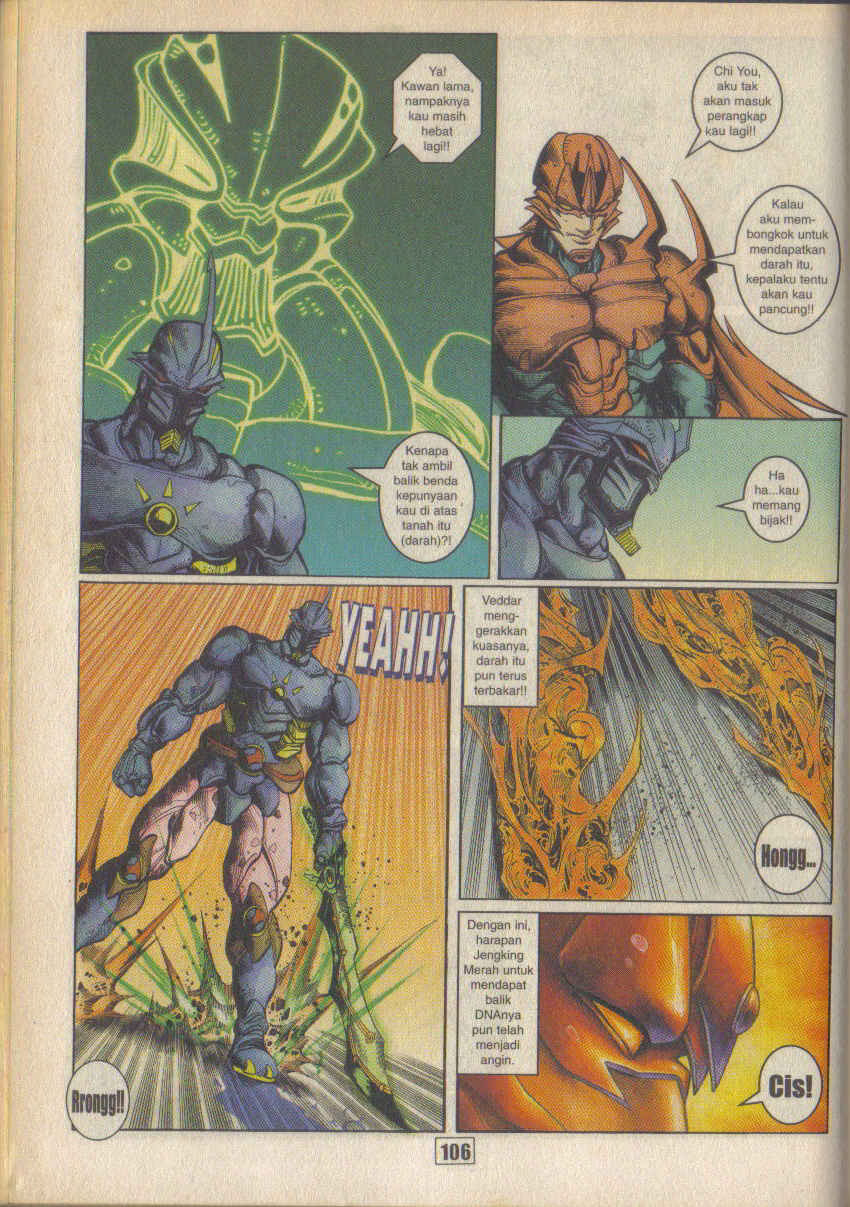 Ya!
Kawan lama,
nampaknya
kau masih
hebat
lagi!!
Kenapa
tak ambil
balik benda
kepunyaan
kau di atas
tanah itu
(darah)?!
Chi You,
aku tak
akan masuk
perangkap
kau lagi!!
Kalau
aku mem-
bongkok untuk
mendapatkan
darah itu,
kepalaku tentu
akan kau
pancung!!
Ha
ha...kau
memang
bijak!!
YEAHH!
Rrongg!!
Veddar
meng-
gerakkan
kuasanya,
darah itu
pun terus
terbakar!!
Hongg...
Dengan ini,
harapan
Jengking
Merah untuk
mendapat
balik
DNAnya
pun telah
menjadi
angin.
Cis!
106